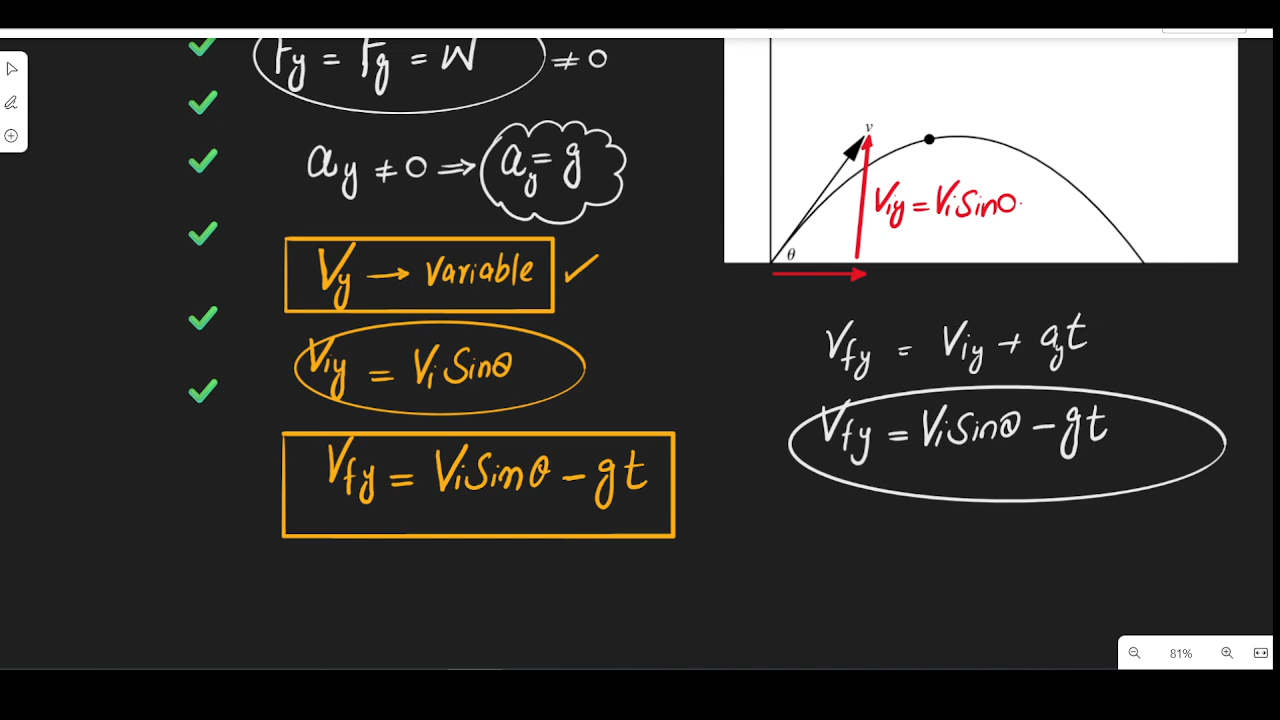 Fy = Fg = W ≠ 0
ay ≠ 0 ⇒ ay = g
Vy → variable ✓
Viy = Vi Sinθ
Vfy = Vi Sinθ - gt
v
Viy = Vi Sinθ
θ
Vfy = Viy + ayt
Vfy = Vi Sinθ - gt
81%